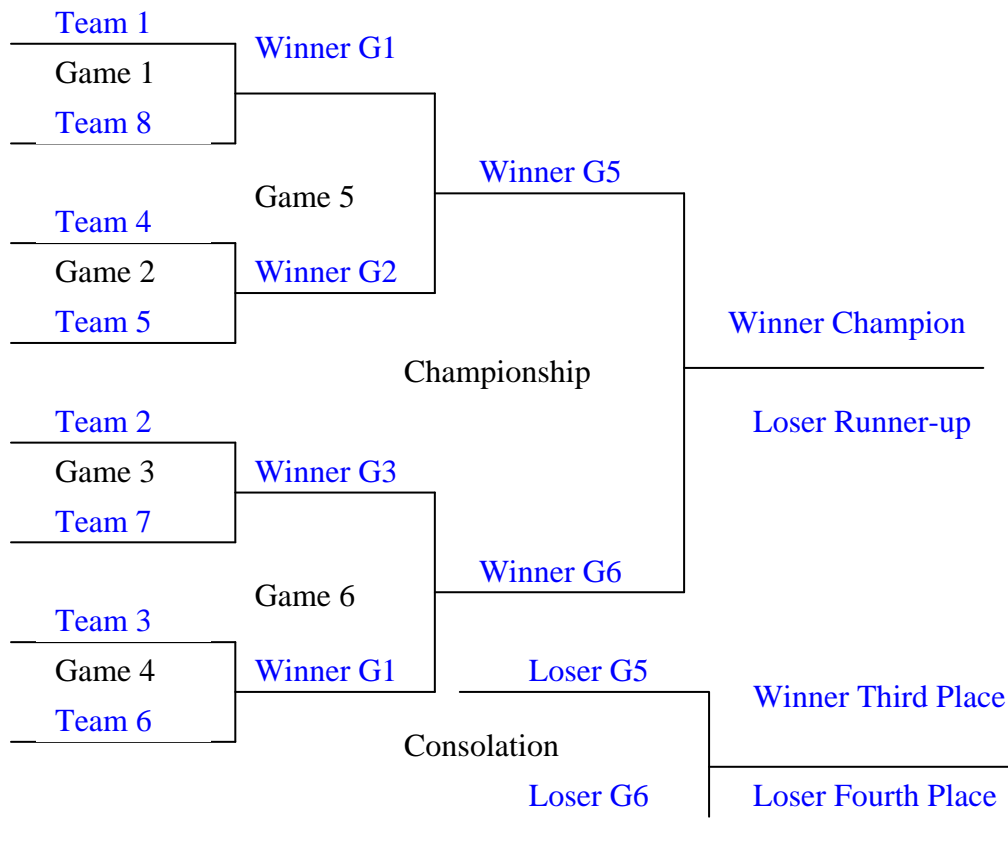 Team 1
Winner G1
Game 1
Team 8
Winner G5
Game 5
Team 4
Game 2
Winner G2
Team 5
Winner Champion
Championship
Loser Runner-up
Team 2
Game 3
Winner G3
Team 7
Winner G6
Game 6
Team 3
Game 4
Winner G1
Loser G5
Winner Third Place
Team 6
Consolation
Loser G6
Loser Fourth Place